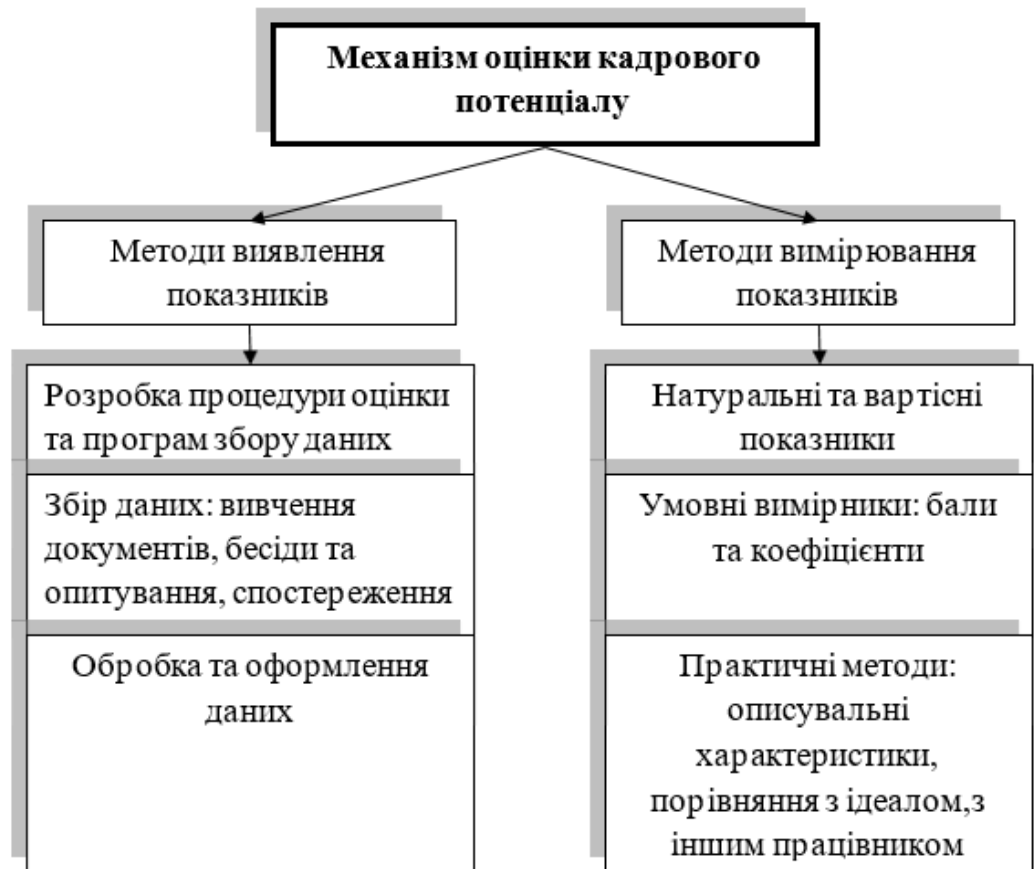 Механізм оцінки кадрового
потенціалу
Методи виявлення
показників
Розробка процедури оцінки
та програм збору даних
Збір даних: вивчення
документів, бесіди та
опитування, спостереження
Обробка та оформлення
даних
Методи вимірювання
показників
Натуральні та вартісні
показники
Умовні вимірники: бали
та коефіцієнти
Практичні методи:
описувальні
характеристики,
порівняння з ідеалом,з
іншим працівником